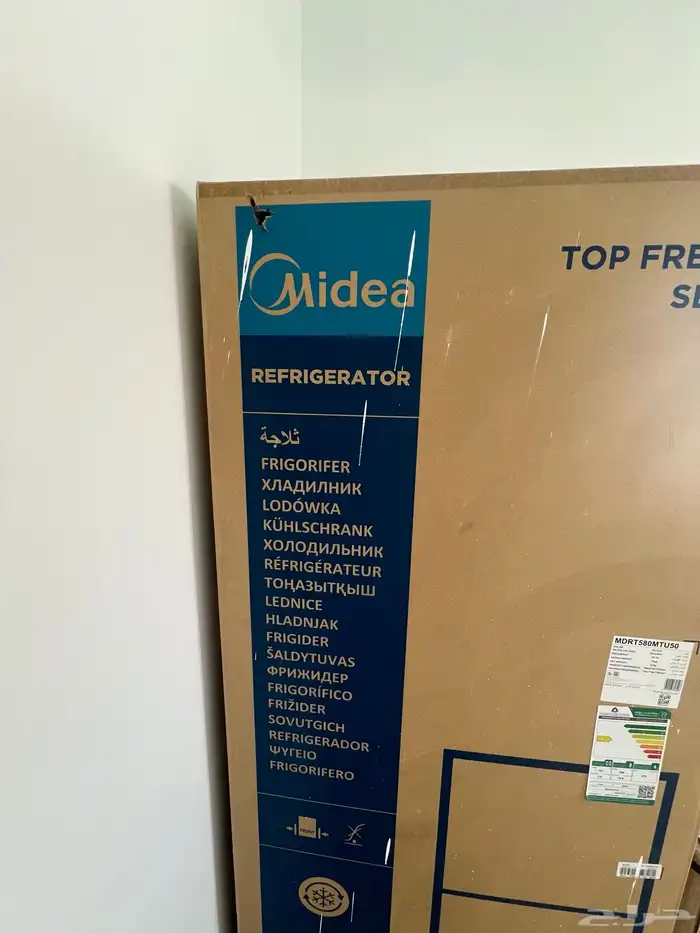 Midea
REFRIGERATOR
ثلاجة
FRIGORIFER
ХЛАДИЛНИК
LODÓWKA
KÜHLSCHRANK
ХОЛОДИЛЬНИК
RÉFRIGÉRATEUR
ТОҢАЗЫТҚЫШ
LEDNICE
HLADNJAK
FRIGIDER
ŠALDYTUVAS
ФРИЖИДЕР
FRIGORÍFICO
FRIŽIDER
SOVUTGICH
REFRIGERADOR
ΨΥΓΕΙΟ
FRIGORIFERO
FRONT
TOP FRE
SE
MDRT580MTU50
حراج